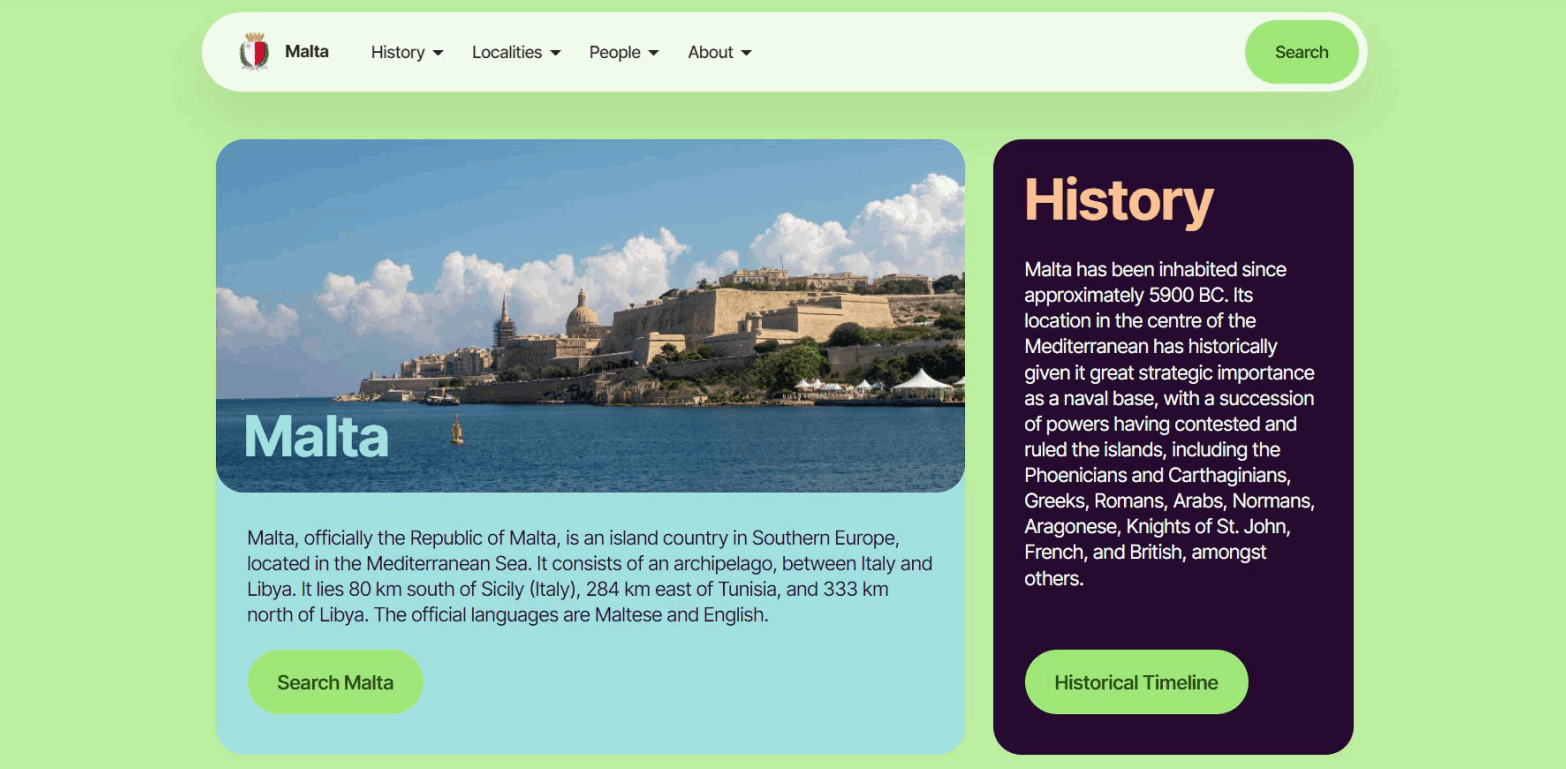 Malta
History
Localities
People
About
Search
Malta
Malta, officially the Republic of Malta, is an island country in Southern Europe,
located in the Mediterranean Sea. It consists of an archipelago, between Italy and
Libya. It lies 80 km south of Sicily (Italy), 284 km east of Tunisia, and 333 km
north of Libya. The official languages are Maltese and English.
Search Malta
History
Malta has been inhabited since
approximately 5900 BC. Its
location in the centre of the
Mediterranean has historically
given it great strategic importance
as a naval base, with a succession
of powers having contested and
ruled the islands, including the
Phoenicians and Carthaginians,
Greeks, Romans, Arabs, Normans,
Aragonese, Knights of St. John,
French, and British, amongst
others.
Historical Timeline